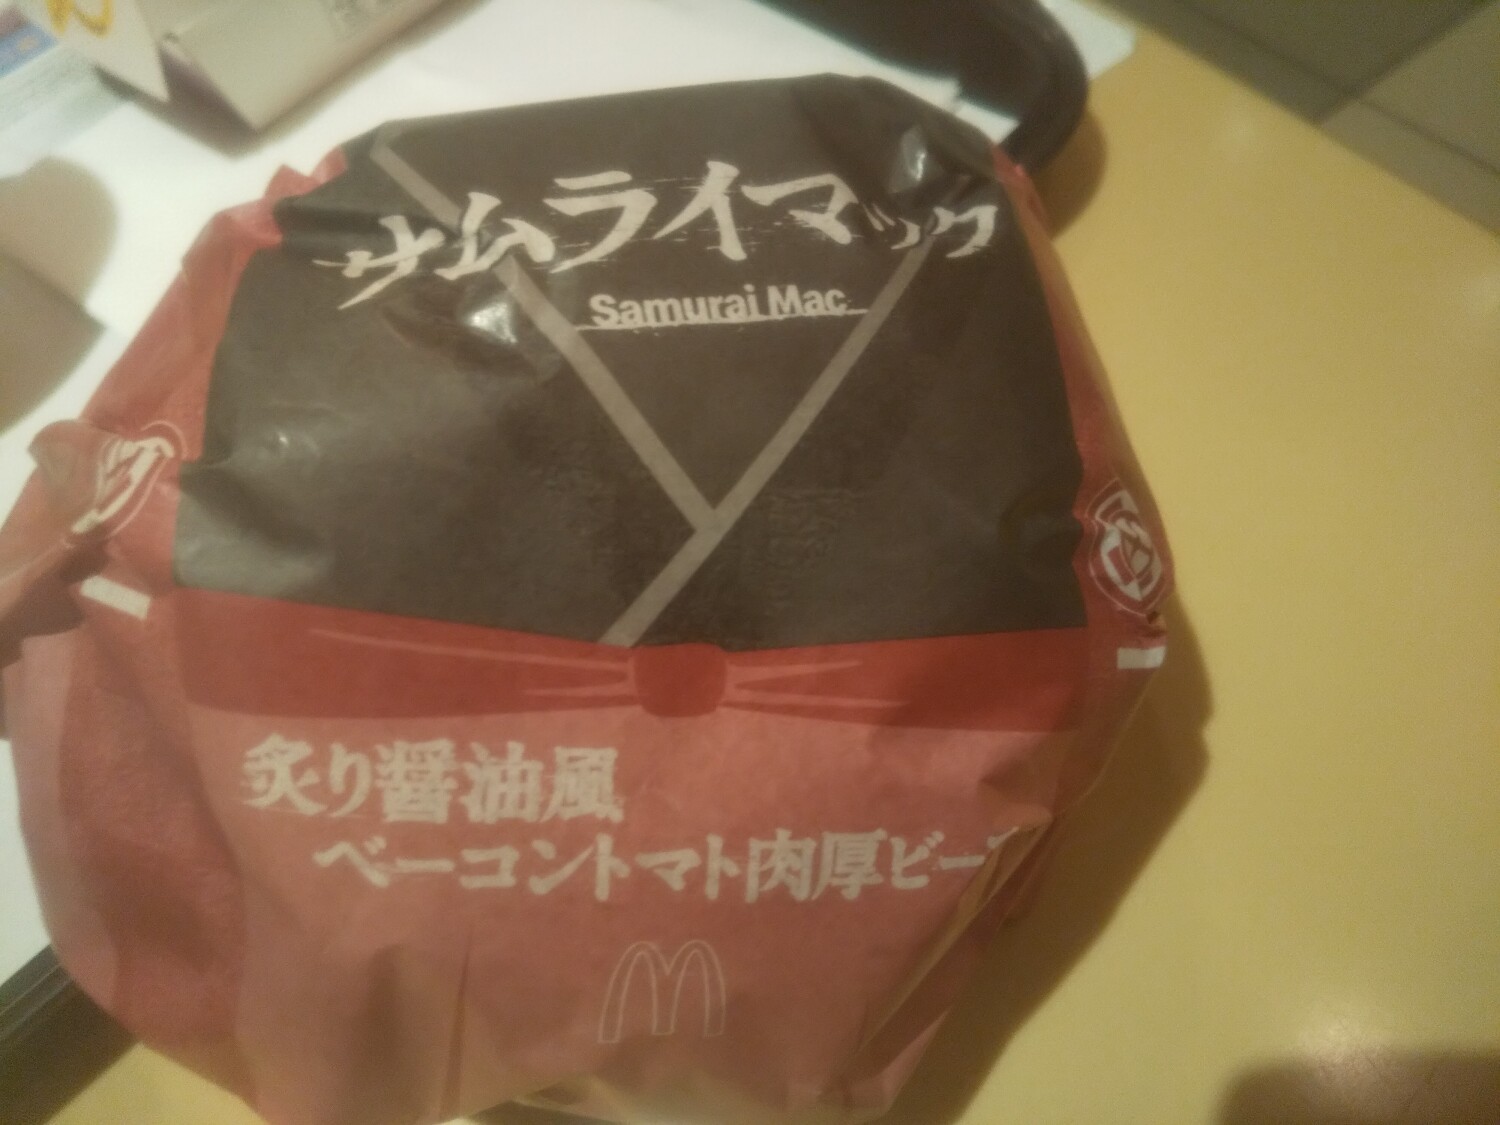 サムライマック
Samurai Mac
炙り醤油風
ベーコントマト肉厚ビー